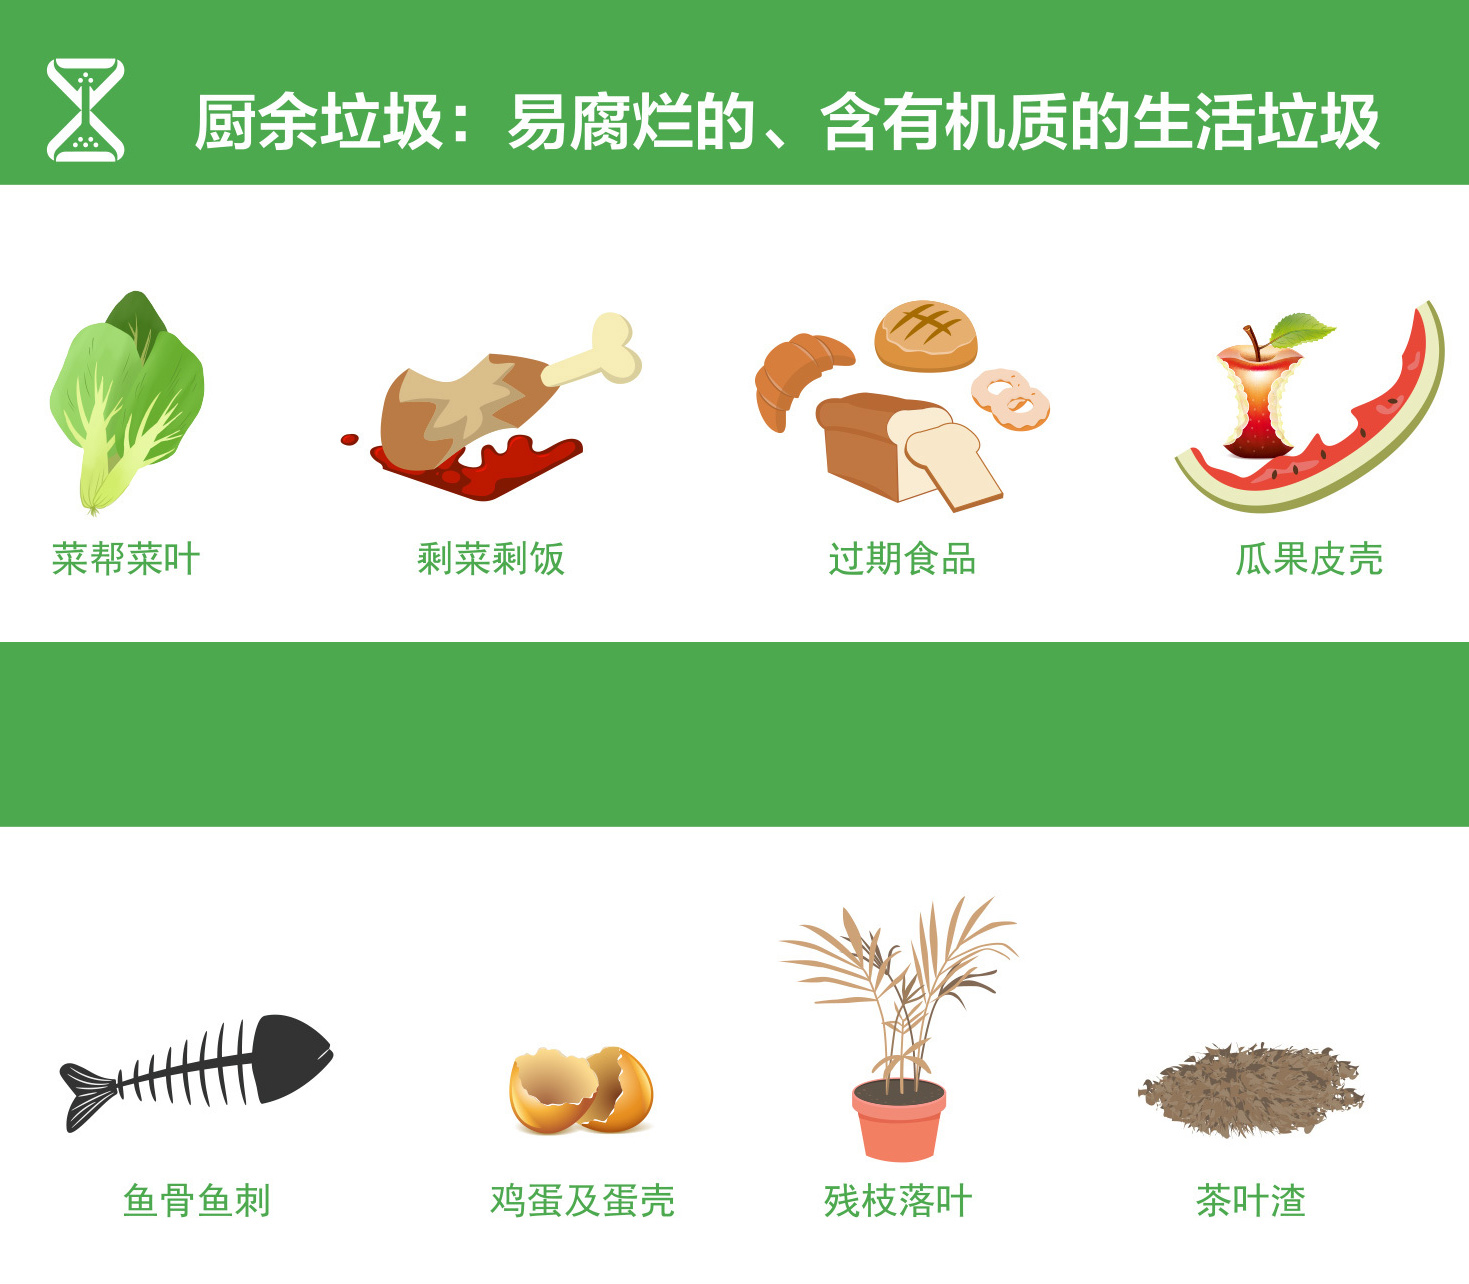 厨余垃圾：易腐烂的、含有机质的生活垃圾
菜帮菜叶
剩菜剩饭
过期食品
瓜果皮壳
鱼骨鱼刺
鸡蛋及蛋壳
残枝落叶
茶叶渣